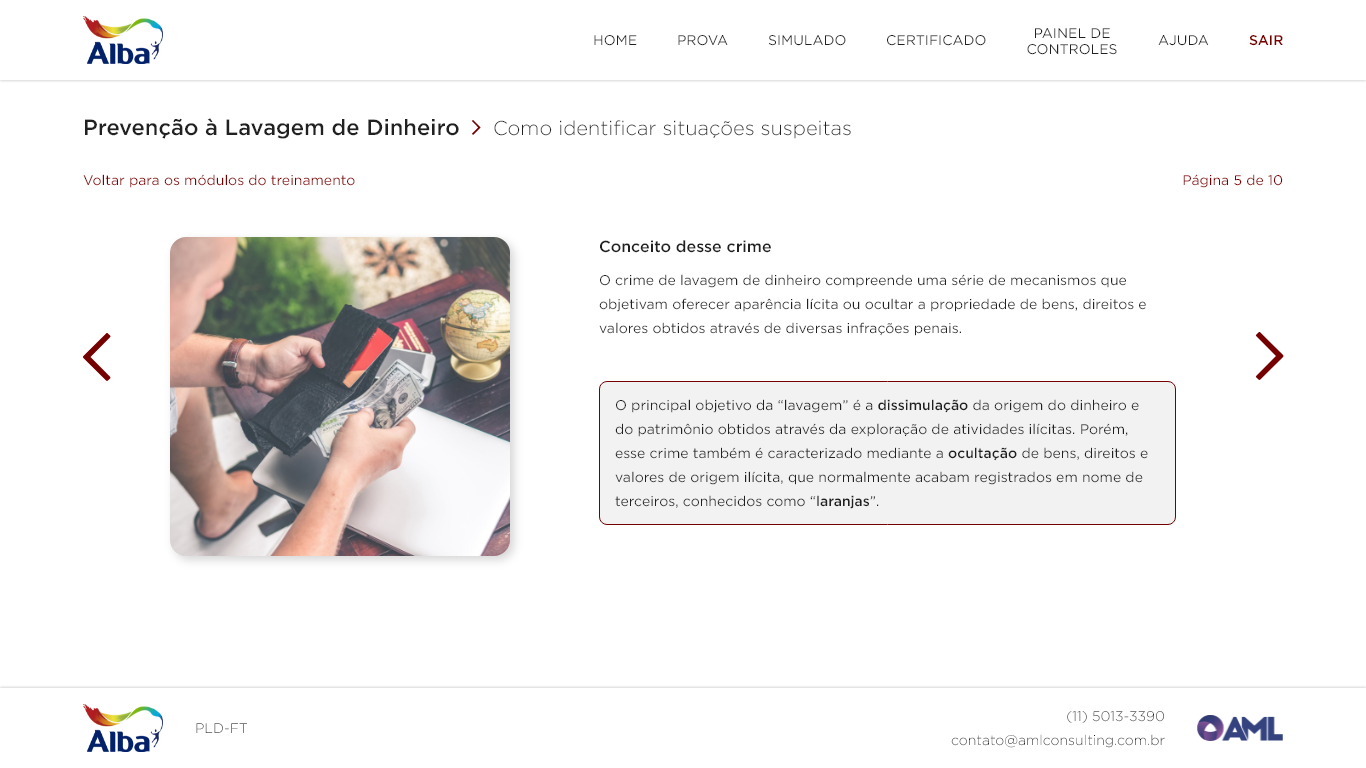 Alba
HOME
PROVA
SIMULADO
CERTIFICADO
PAINEL DE
CONTROLES
AJUDA
SAIR
Prevenção à Lavagem de Dinheiro
Como identificar situações suspeitas
Voltar para os módulos do treinamento
Página 5 de 10
Conceito desse crime
O crime de lavagem de dinheiro compreende uma série de mecanismos que
objetivam oferecer aparência lícita ou ocultar a propriedade de bens, direitos e
valores obtidos através de diversas infrações penais.
O principal objetivo da “lavagem” é a dissimulação da origem do dinheiro e
do patrimônio obtidos através da exploração de atividades ilícitas. Porém,
esse crime também é caracterizado mediante a ocultação de bens, direitos e
valores de origem ilícita, que normalmente acabam registrados em nome de
terceiros, conhecidos como “laranjas”.
Alba
PLD-FT
(11) 5013-3390
contato@amlconsulting.com.br
AML